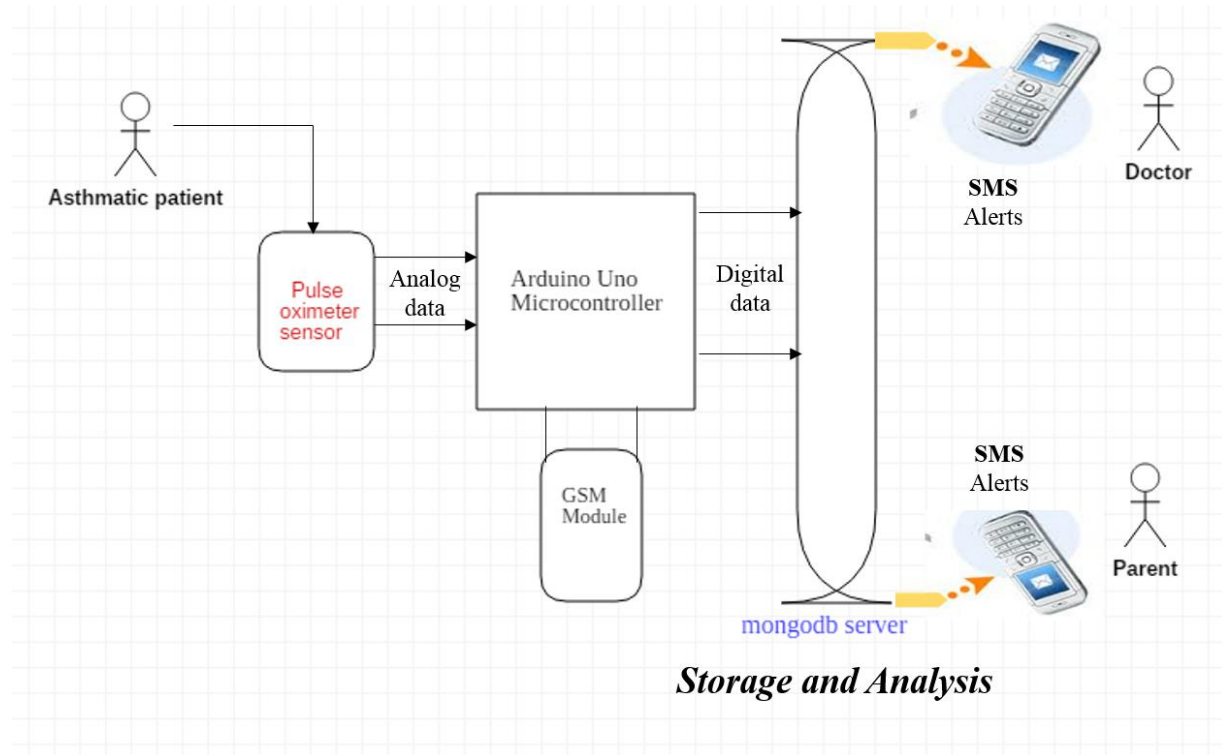 Asthmatic patient
Pulse
oximeter
sensor
Analog
data
Arduino Uno
Microcontroller
GSM
Module
Digital
data
SMS
Alerts
Doctor
SMS
Alerts
Parent
mongodb server
Storage and Analysis